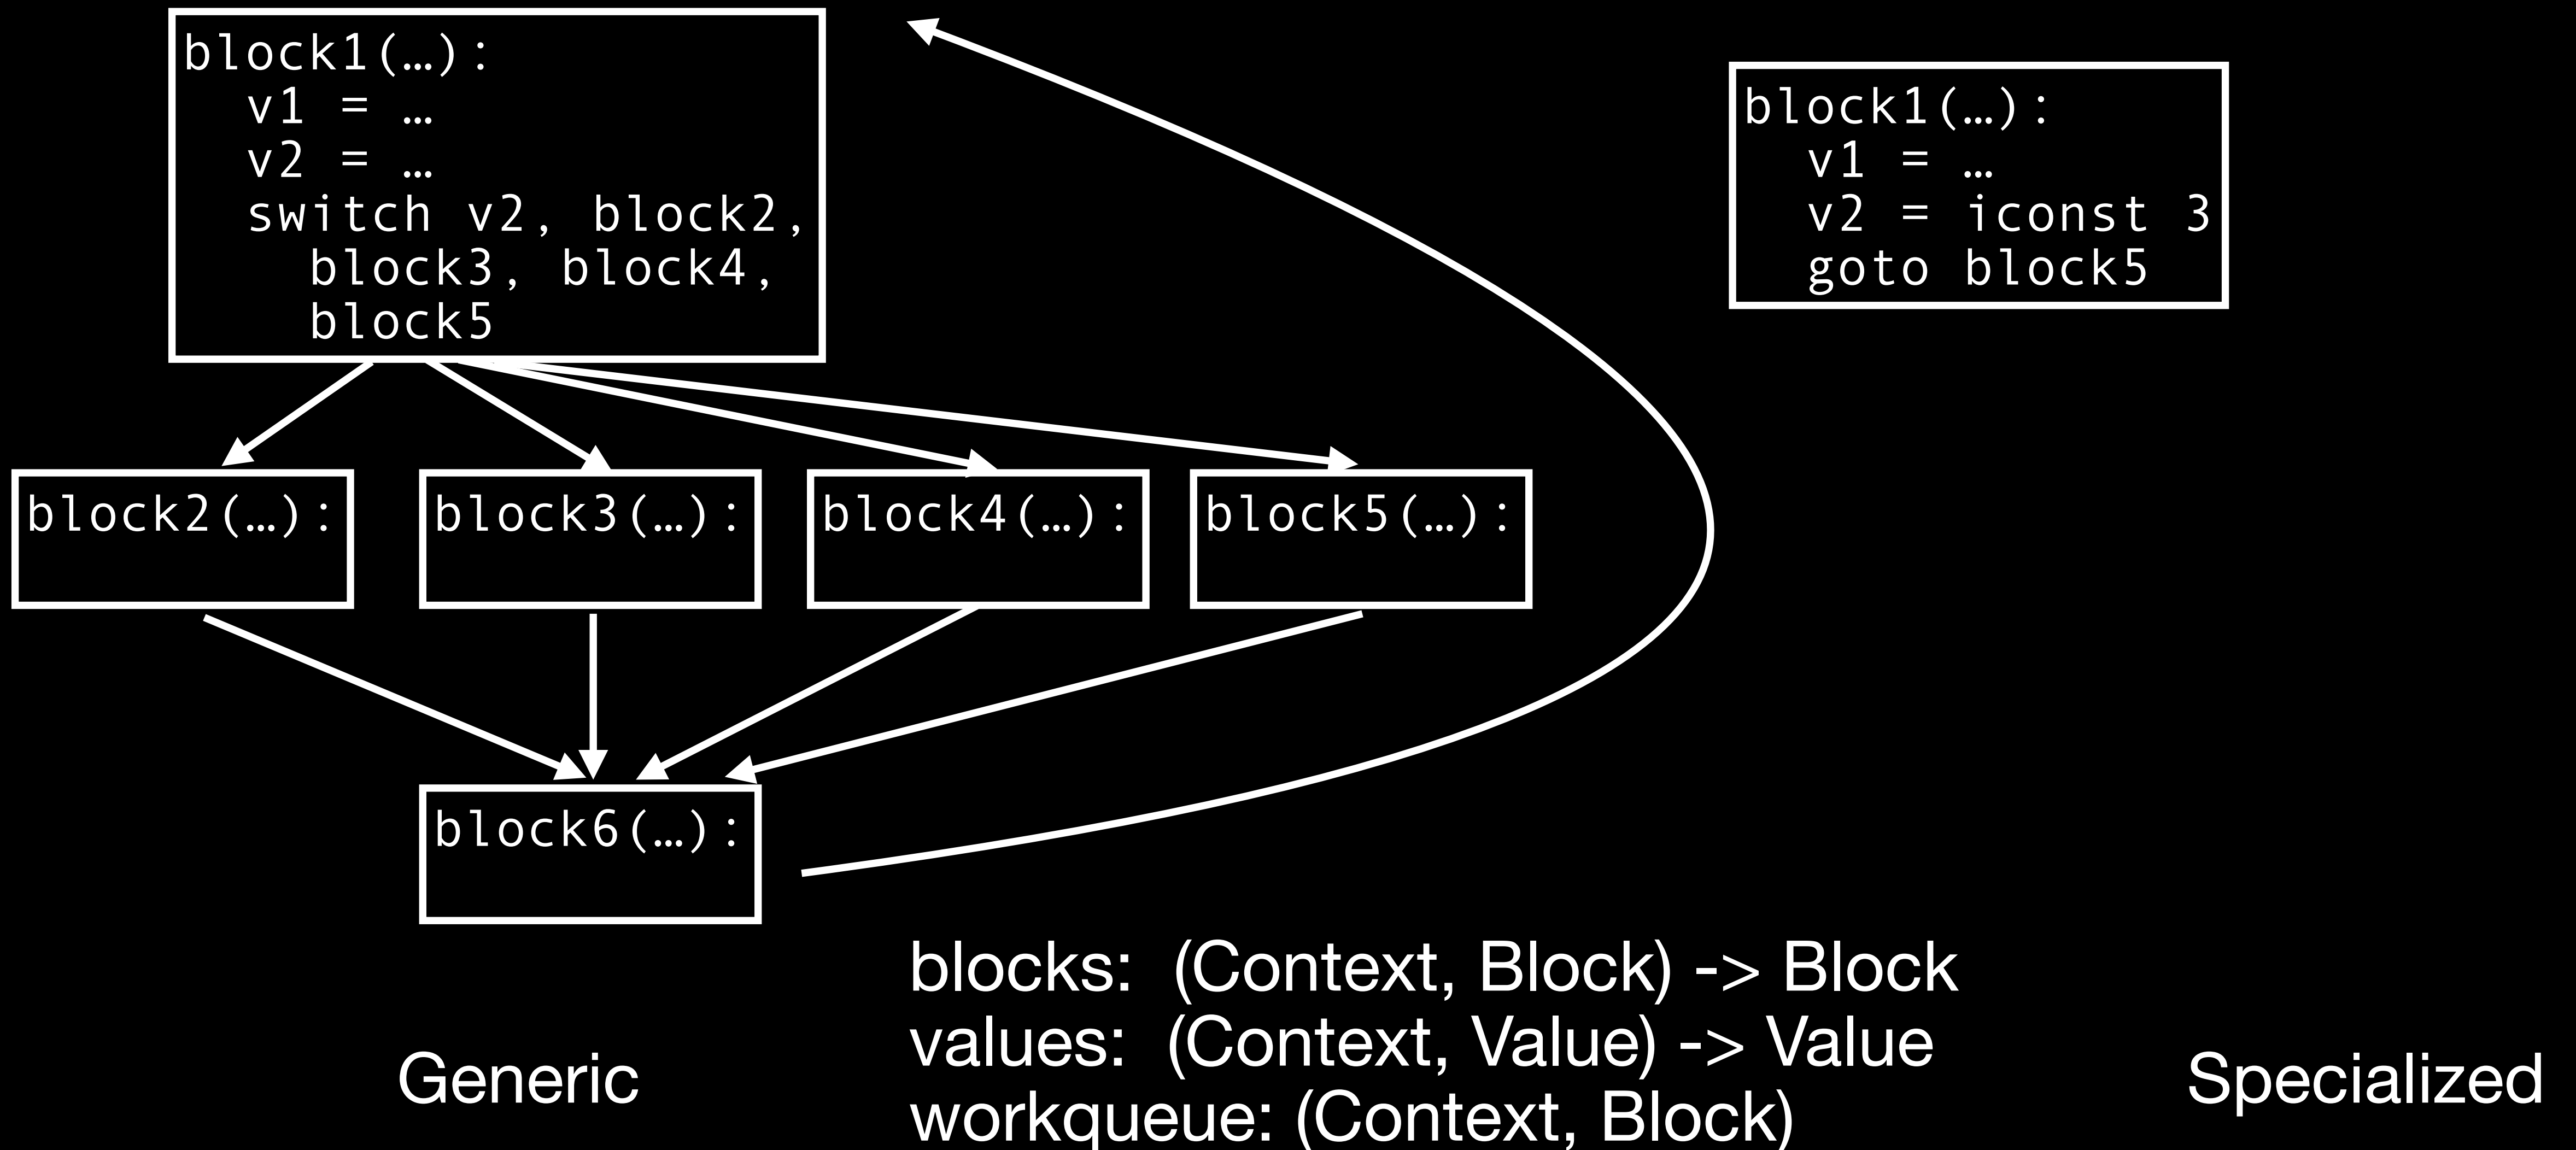 block1(…):
v1 = …
v2 = …
switch v2, block2,
block3, block4,
block5
block1(…):
v1 = …
v2 = iconst 3
goto block5
block2(…):
block3(…):
block4(…):
block5(…):
block6(…):
blocks: (Context, Block) -> Block
values: (Context, Value) -> Value
workqueue: (Context, Block)
Generic
Specialized